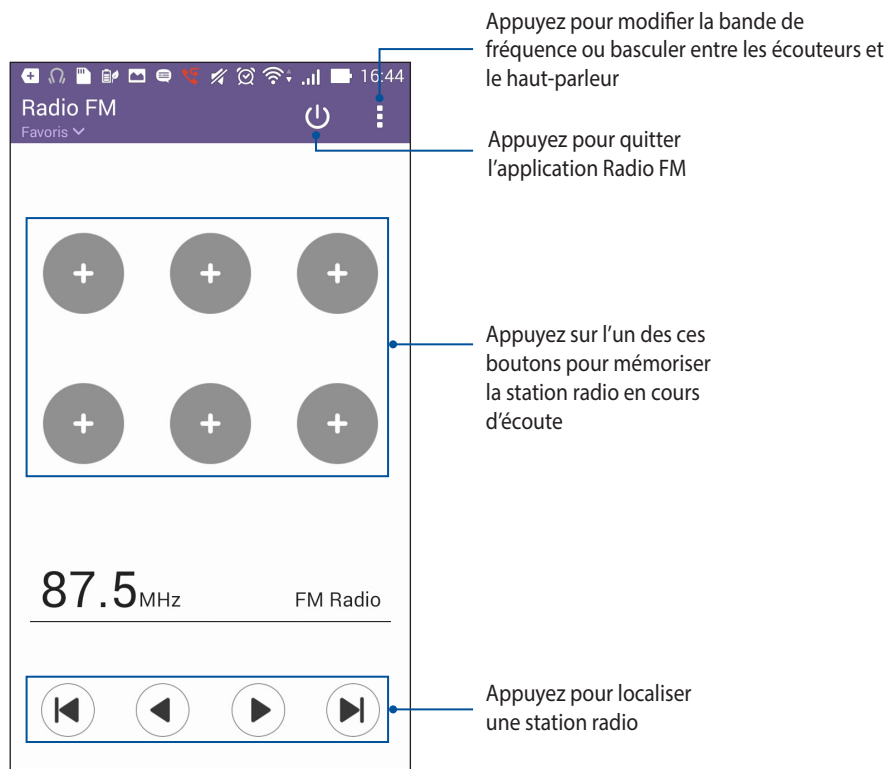 Appuyez pour modifier la bande de
fréquence ou basculer entre les écouteurs et
le haut-parleur
16:44
Radio FM
Favoris
Appuyez pour quitter
l’application Radio FM
Appuyez sur l’un des ces
boutons pour mémoriser
la station radio en cours
d’écoute
87.5MHz FM Radio
Appuyez pour localiser
une station radio